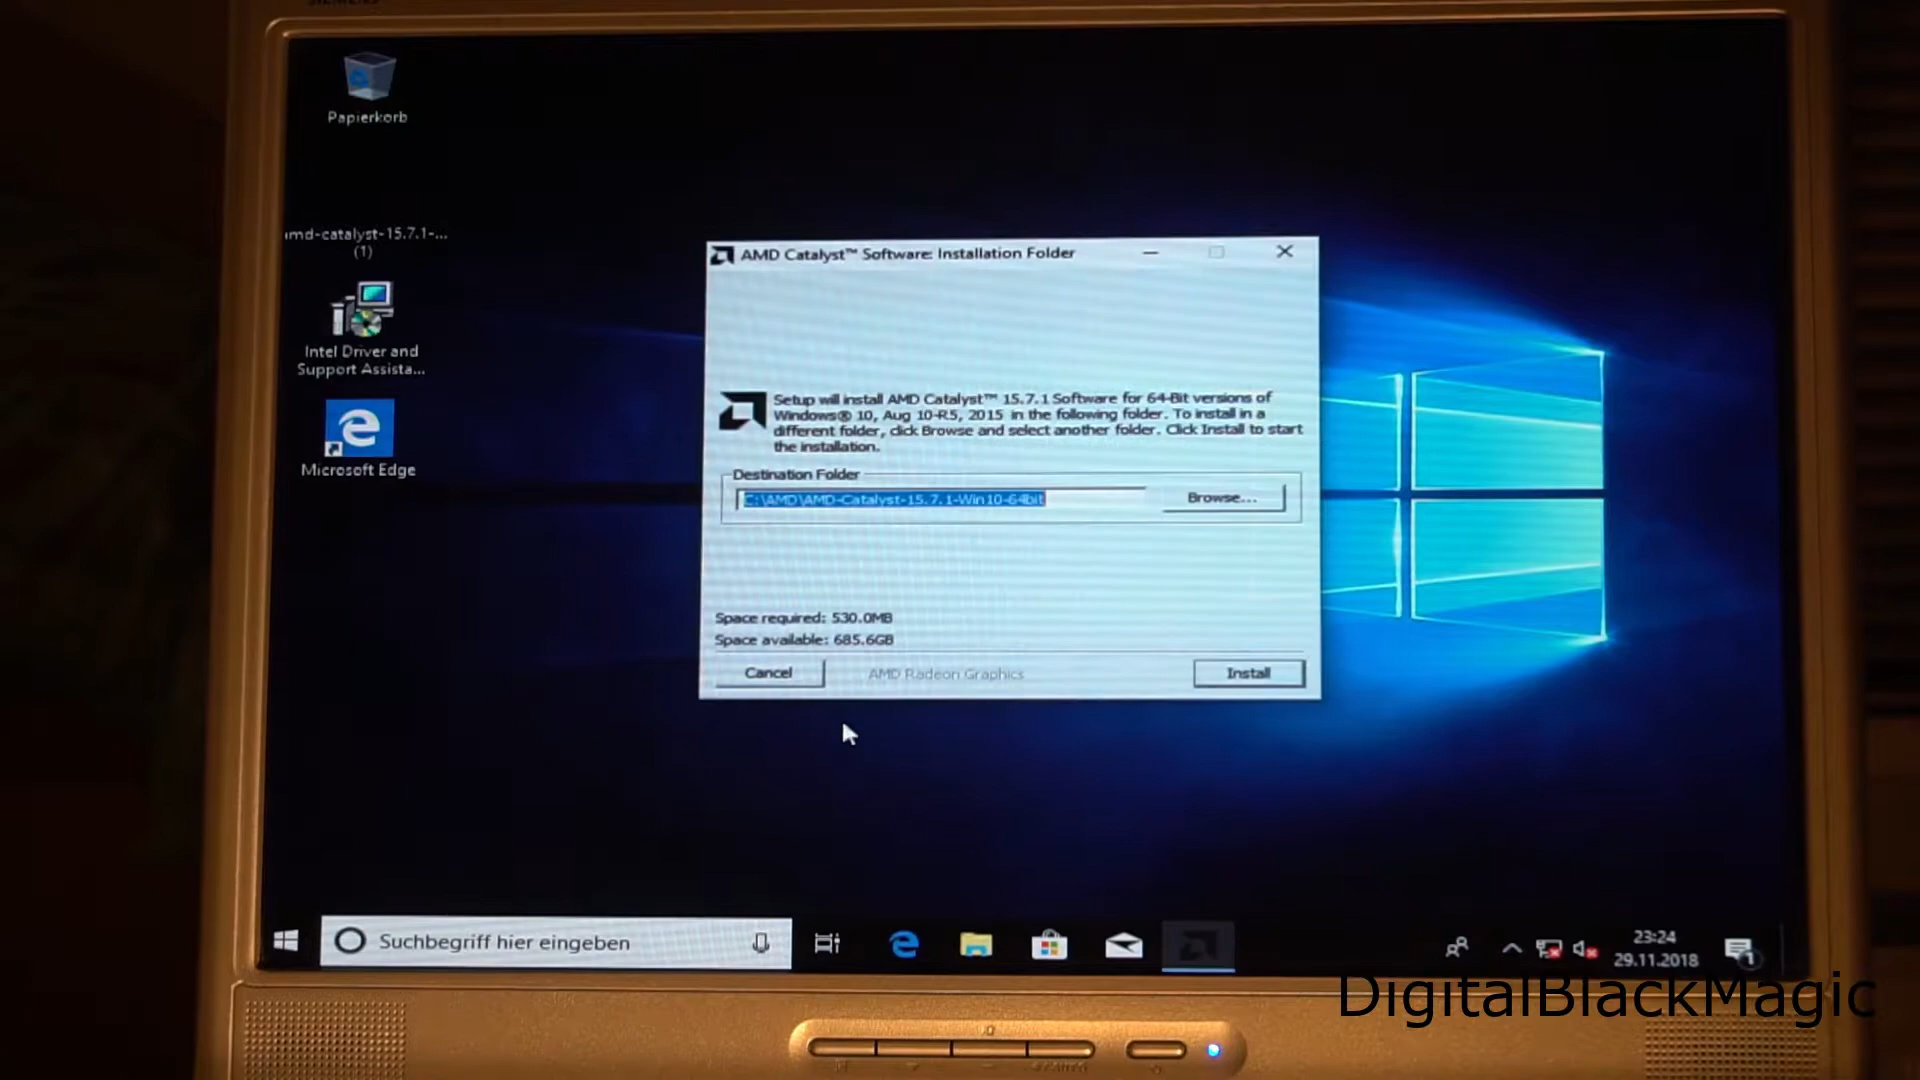 Papierkorb
amd-catalyst-15.7.1-...
(1)
Intel Driver and
Support Assista...
Microsoft Edge
AMD Catalyst™ Software: Installation Folder
Setup will install AMD Catalyst™ 15.7.1 Software for 64-Bit versions of
Windows® 10, Aug 10-R5, 2015 in the following folder. To install in a
different folder, click Browse and select another folder. Click Install to start
the installation.
Destination Folder
C:\AMD\AMD-Catalyst-15.7.1-Win10-64bit
Browse...
Space required: 530.0MB
Space available: 685.6GB
Cancel
AMD Radeon Graphics
Install
Suchbegriff hier eingeben
23:24
29.11.2018
1
DigitalBlackMagic